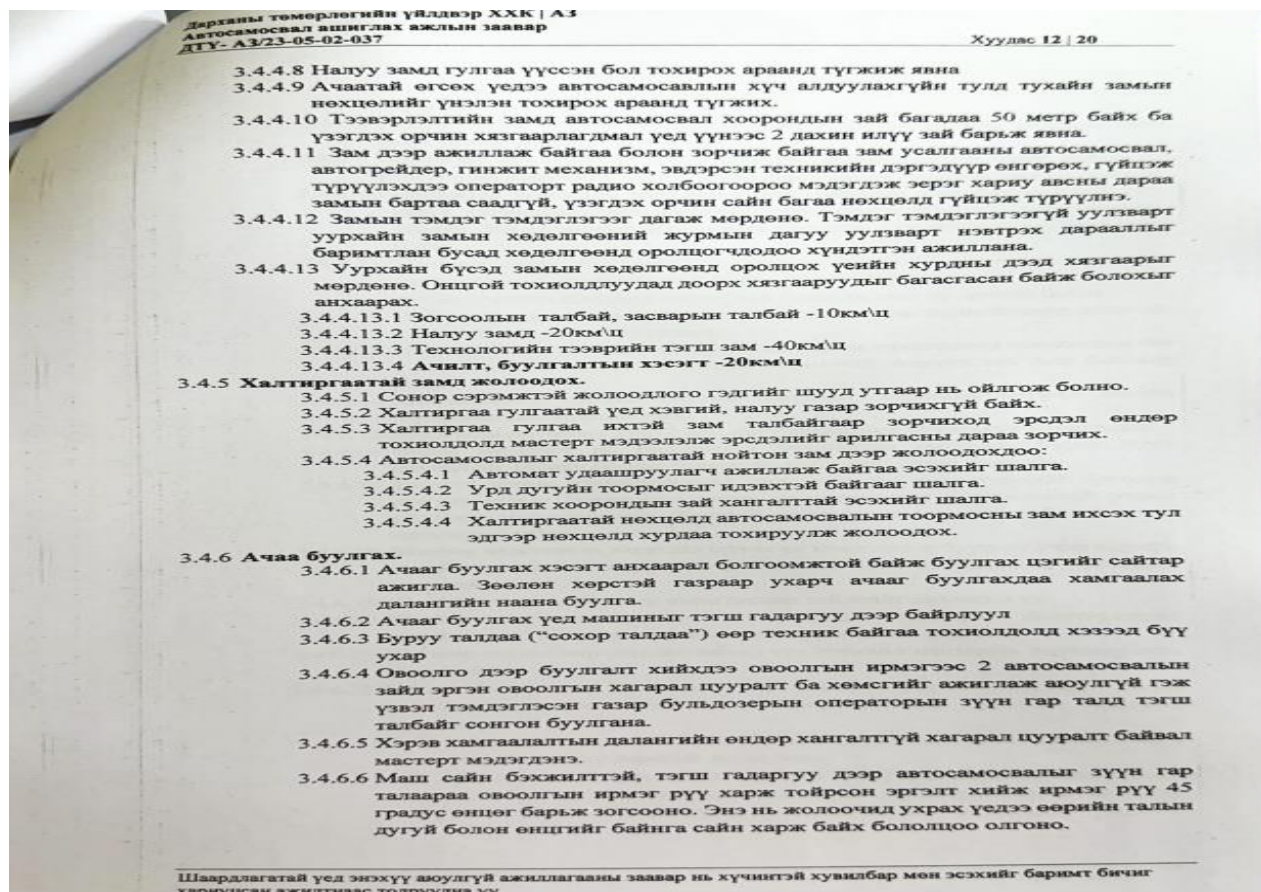 Дарханы төмөрлөгийн үйлдвэр ХХК | АЗ
Автосамосвал ашиглах ажлын заавар
ДТҮ- АЗ/23-05-02-037
Хуудас 12 | 20
3.4.4.8 Налуу замд гулгаа үүссэн бол тохирох араанд түгжиж явна
3.4.4.9 Ачаатай өгсөх үедээ автосамосавлын хүч алдуулахгүйн тулд тухайн замын
нөхцөлийг үнэлэн тохирох араанд түгжих.
3.4.4.10 Тээвэрлэлтийн замд автосамосвал хоорондын зай багадаа 50 метр байх ба
үзэгдэх орчин хязгаарлагдмал үед үүнээс 2 дахин илүү зай барьж явна.
3.4.4.11 Зам дээр ажиллаж байгаа болон зорчиж байгаа зам усалгааны автосамосвал,
автогрейдер, гинжит механизм, эвдэрсэн техникийн дэргэдүүр өнгөрөх, гүйцэж
түрүүлэхдээ операторт радио холбоогоороо мэдэгдэж эерэг хариу авсны дараа
замын бартаа саадгүй, үзэгдэх орчин сайн багаа нөхцөлд гүйцэж түрүүлнэ.
3.4.4.12 Замын тэмдэг тэмдэглэгээг дагаж мөрдөнө. Тэмдэг тэмдэглэгээгүй уулзварт
уурхайн замын хөдөлгөөний журмын дагуу уулзварт нэвтрэх дарааллыг
баримтлан бусад хөдөлгөөнд оролцогчдодоо хүндэтгэн ажиллана.
3.4.4.13 Уурхайн бүсэд замын хөдөлгөөнд оролцох үеийн хурдны дээд хязгаарыг
мөрдөнө. Онцгой тохиолдлуудад доорх хязгааруудыг багасгасан байж болохыг
анхаарах.
3.4.4.13.1 Зогсоолын талбай, засварын талбай -10км\ц
3.4.4.13.2 Налуу замд -20км\ц
3.4.4.13.3 Технологийн тээврийн тэгш зам -40км\ц
3.4.4.13.4 Ачилт, буулгалтын хэсэгт -20км\ц
3.4.5 Халтиргаатай замд жолоодох.
3.4.5.1 Сонор сэрэмжтэй жолоодлого гэдгийг шууд утгаар нь ойлгож болно.
3.4.5.2 Халтиргаа гулгаатай үед хэвгий, налуу газар зорчихгүй байх.
3.4.5.3 Халтиргаа гулгаа ихтэй зам талбайгаар зорчиход эрсдэл өндөр
тохиолдолд мастерт мэдээлэлж эрсдэлийг арилгасны дараа зорчих.
3.4.5.4 Автосамосвалыг халтиргаатай нойтон зам дээр жолоодохдоо:
3.4.5.4.1 Автомат удаашруулагч ажиллаж байгаа эсэхийг шалга.
3.4.5.4.2 Урд дугуйн тоормосыг идэвхтэй байгааг шалга.
3.4.5.4.3 Техник хоорондын зай хангалттай эсэхийг шалга.
3.4.5.4.4 Халтиргаатай нөхцөлд автосамосвалын тоормосны зам ихсэх тул
эдгээр нөхцөлд хурдаа тохируулж жолоодох.
3.4.6 Ачаа буулгах.
3.4.6.1 Ачааг буулгах хэсэгт анхаарал болгоомжтой байж буулгах цэгийг сайтар
ажигла. Зөөлөн хөрстэй газраар ухарч ачааг буулгахдаа хамгаалах
далангийн наана буулга.
3.4.6.2 Ачааг буулгах үед машиныг тэгш гадаргуу дээр байрлуул
3.4.6.3 Буруу талдаа (“сохор талдаа”) өөр техник байгаа тохиолдолд хэзээд бүү
ухар
3.4.6.4 Овоолго дээр буулгалт хийхдээ овоолгын ирмэгээс 2 автосамосвалын
зайд эргэн овоолгын хагарал цууралт ба хөмсгийг ажиглаж аюулгүй гэж
үзвэл тэмдэглэсэн газар бульдозерын операторын зүүн гар талд тэгш
талбайг сонгон буулгана.
3.4.6.5 Хэрэв хамгаалалтын далангийн өндөр хангалтгүй хагарал цууралт байвал
мастерт мэдэгдэнэ.
3.4.6.6 Маш сайн бэхжилттэй, тэгш гадаргуу дээр автосамосвалыг зүүн гар
талаараа овоолгын ирмэг рүү харж тойрсон эргэлт хийж ирмэг рүү 45
градус өнцөг барьж зогсооно. Энэ нь жолоочид ухрах үедээ өөрийн талын
дугуй болон өнцгийг байнга сайн харж байх бололцоо олгоно.
Шаардлагатай үед энэхүү аюулгүй ажиллагааны заавар нь хүчинтэй хувилбар мөн эсэхийг баримт бичиг